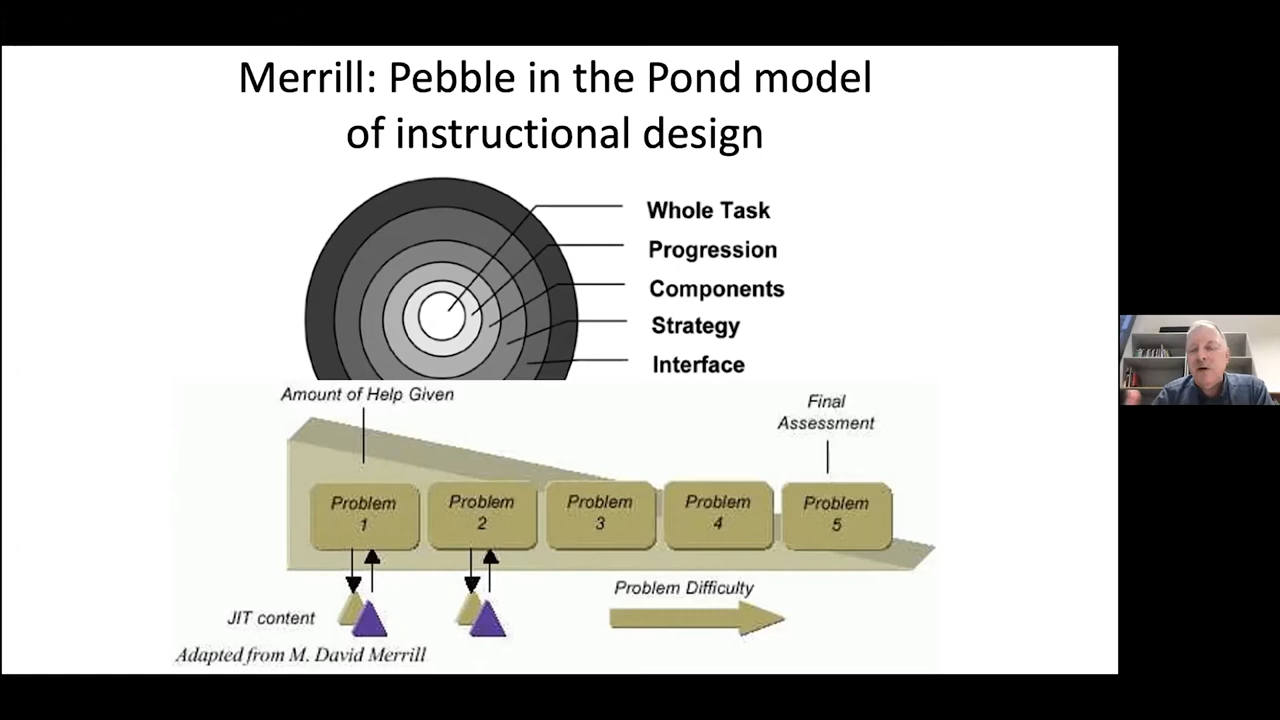 Merrill: Pebble in the Pond model
of instructional design
Whole Task
Progression
Components
Strategy
Interface
Amount of Help Given
Final
Assessment
Problem
1
Problem
2
Problem
3
Problem
4
Problem
5
Problem Difficulty
JIT content
Adapted from M. David Merrill